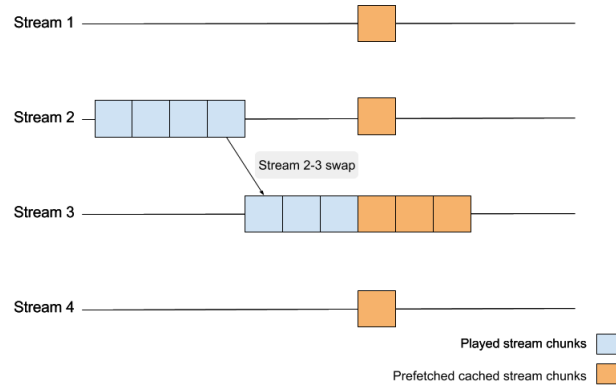 Stream 1
Stream 2
Stream 2-3 swap
Stream 3
Stream 4
Played stream chunks
Prefetched cached stream chunks